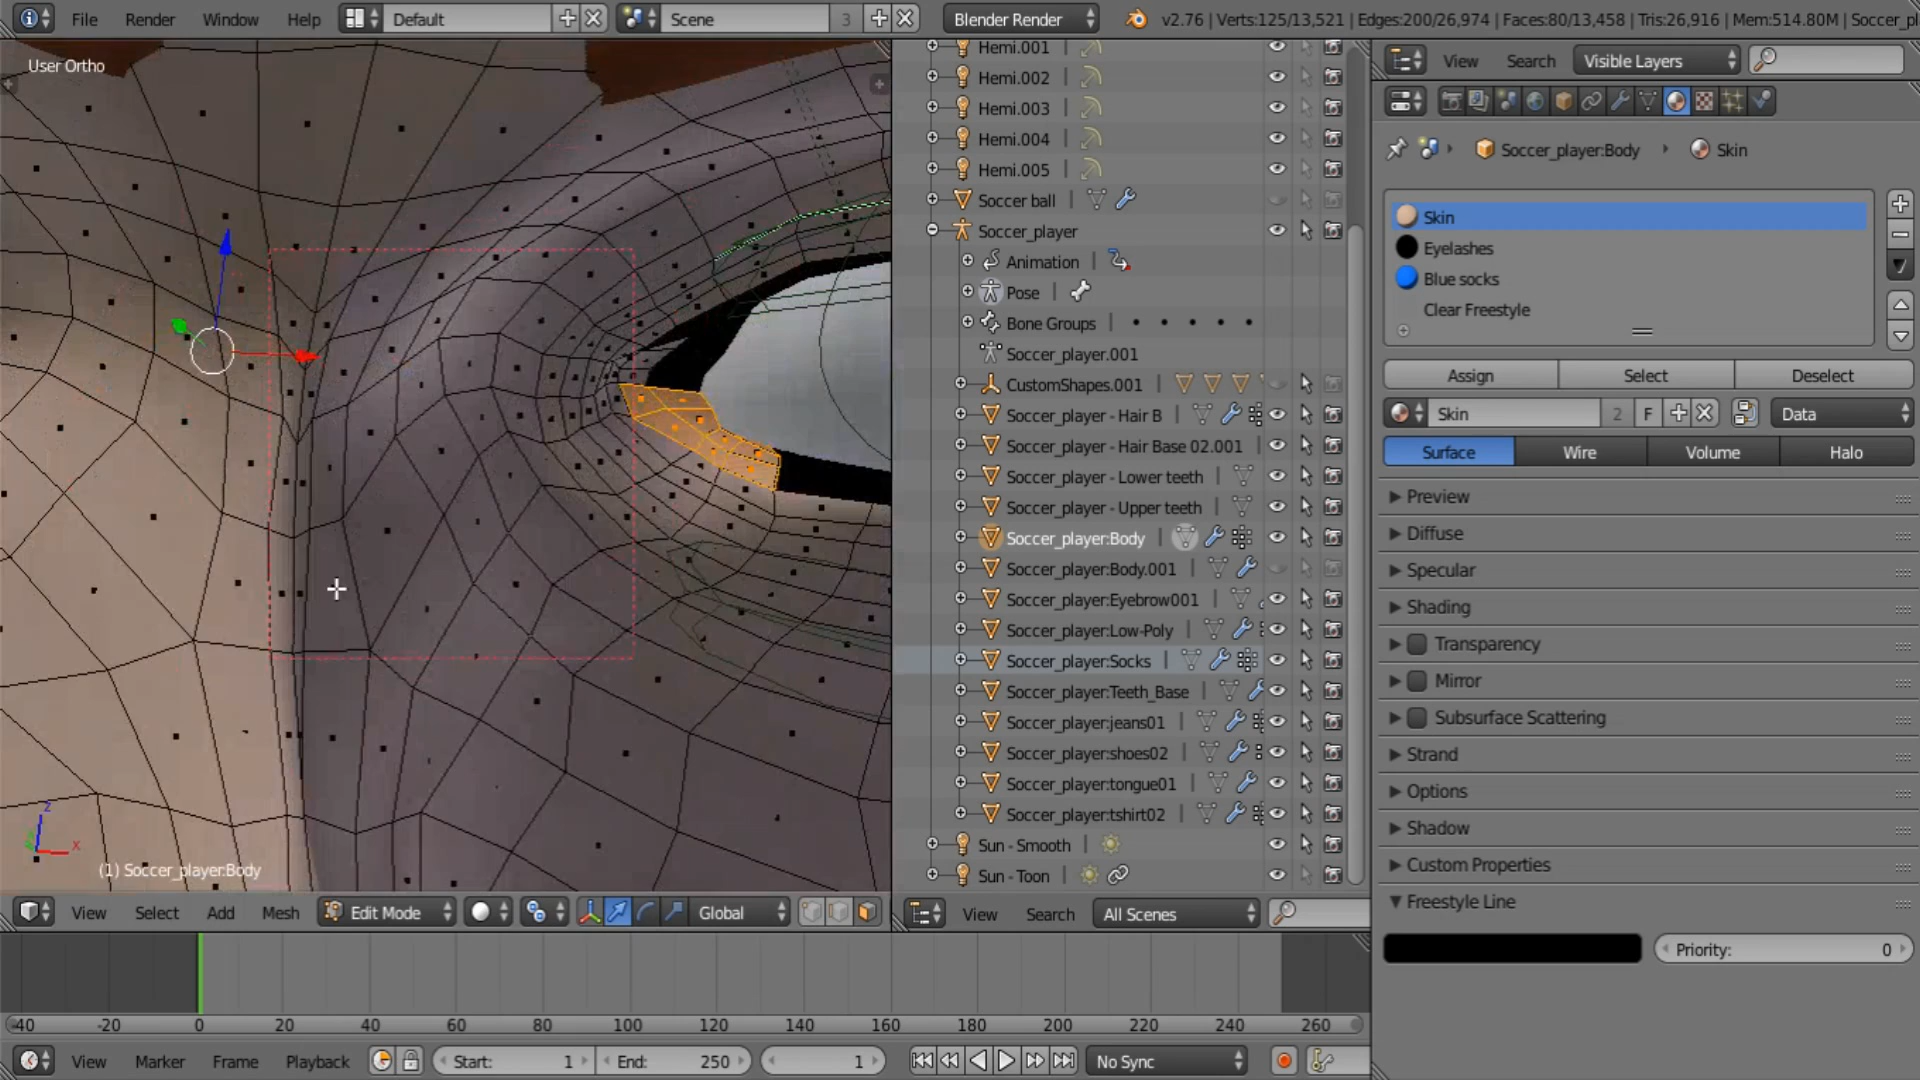 File Render Window Help Default Scene 3 Blender Render v2.76 | Verts:125/13,521 | Edges:200/26,974 | Faces:80/13,458 | Tris:26,916 | Mem:514.80M | Soccer_pl
User Ortho
(1) Soccer_player:Body
View Select Add Mesh Edit Mode Global
Hemi.001
Hemi.002
Hemi.003
Hemi.004
Hemi.005
Soccer ball
Soccer_player
Animation
Pose
Bone Groups
Soccer_player.001
CustomShapes.001
Soccer_player - Hair B
Soccer_player - Hair Base 02.001
Soccer_player - Lower teeth
Soccer_player - Upper teeth
Soccer_player:Body
Soccer_player:Body.001
Soccer_player:Eyebrow001
Soccer_player:Low-Poly
Soccer_player:Socks
Soccer_player:Teeth_Base
Soccer_player:jeans01
Soccer_player:shoes02
Soccer_player:tongue01
Soccer_player:tshirt02
Sun - Smooth
Sun - Toon
View Search All Scenes
View Search Visible Layers
Soccer_player:Body Skin
Skin
Eyelashes
Blue socks
Clear Freestyle
Assign Select Deselect
Skin 2 F Data
Surface Wire Volume Halo
Preview
Diffuse
Specular
Shading
Transparency
Mirror
Subsurface Scattering
Strand
Options
Shadow
Custom Properties
Freestyle Line
Priority: 0
-40 -20 0 20 40 60 80 100 120 140 160 180 200 220 240 260
View Marker Frame Playback Start: 1 End: 250 1 No Sync
z
x